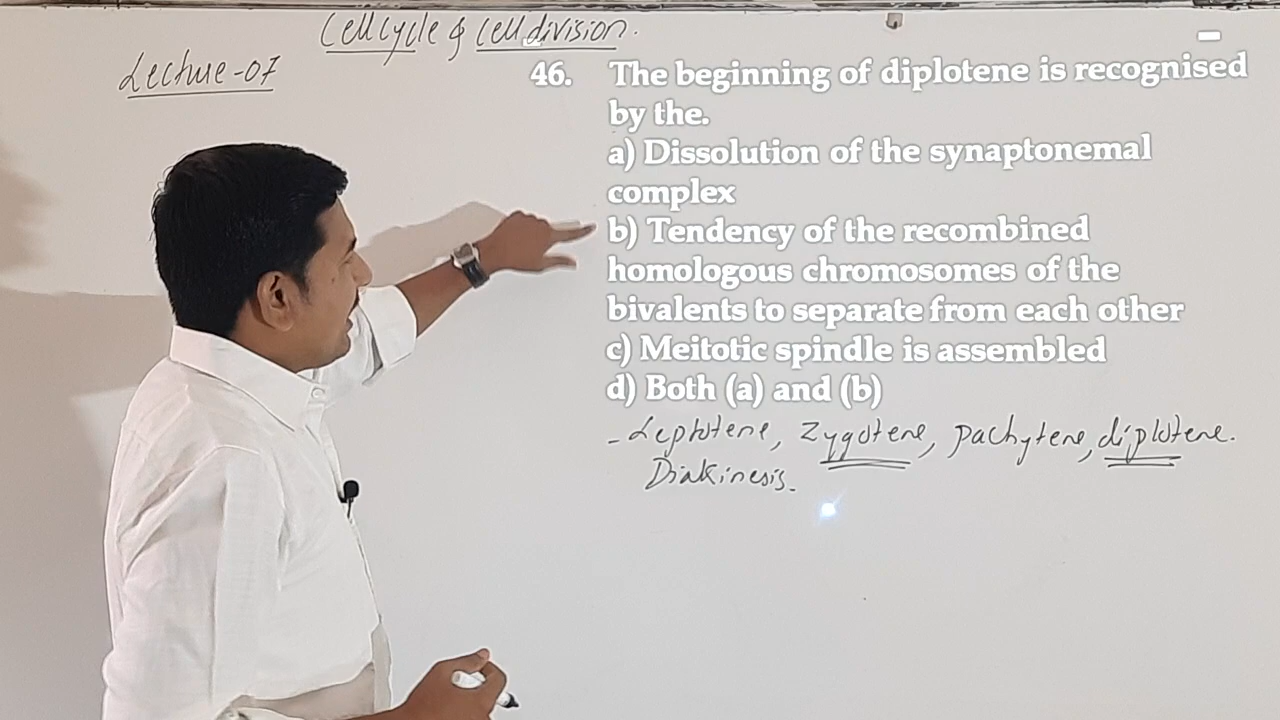 Cell cycle & Cell division.
Lecture-07
46. The beginning of diplotene is recognised
by the.
a) Dissolution of the synaptonemal
complex
b) Tendency of the recombined
homologous chromosomes of the
bivalents to separate from each other
c) Meitotic spindle is assembled
d) Both (a) and (b)
- Leptotene, Zygotene, pachytene, diplotene.
Diakinesis.